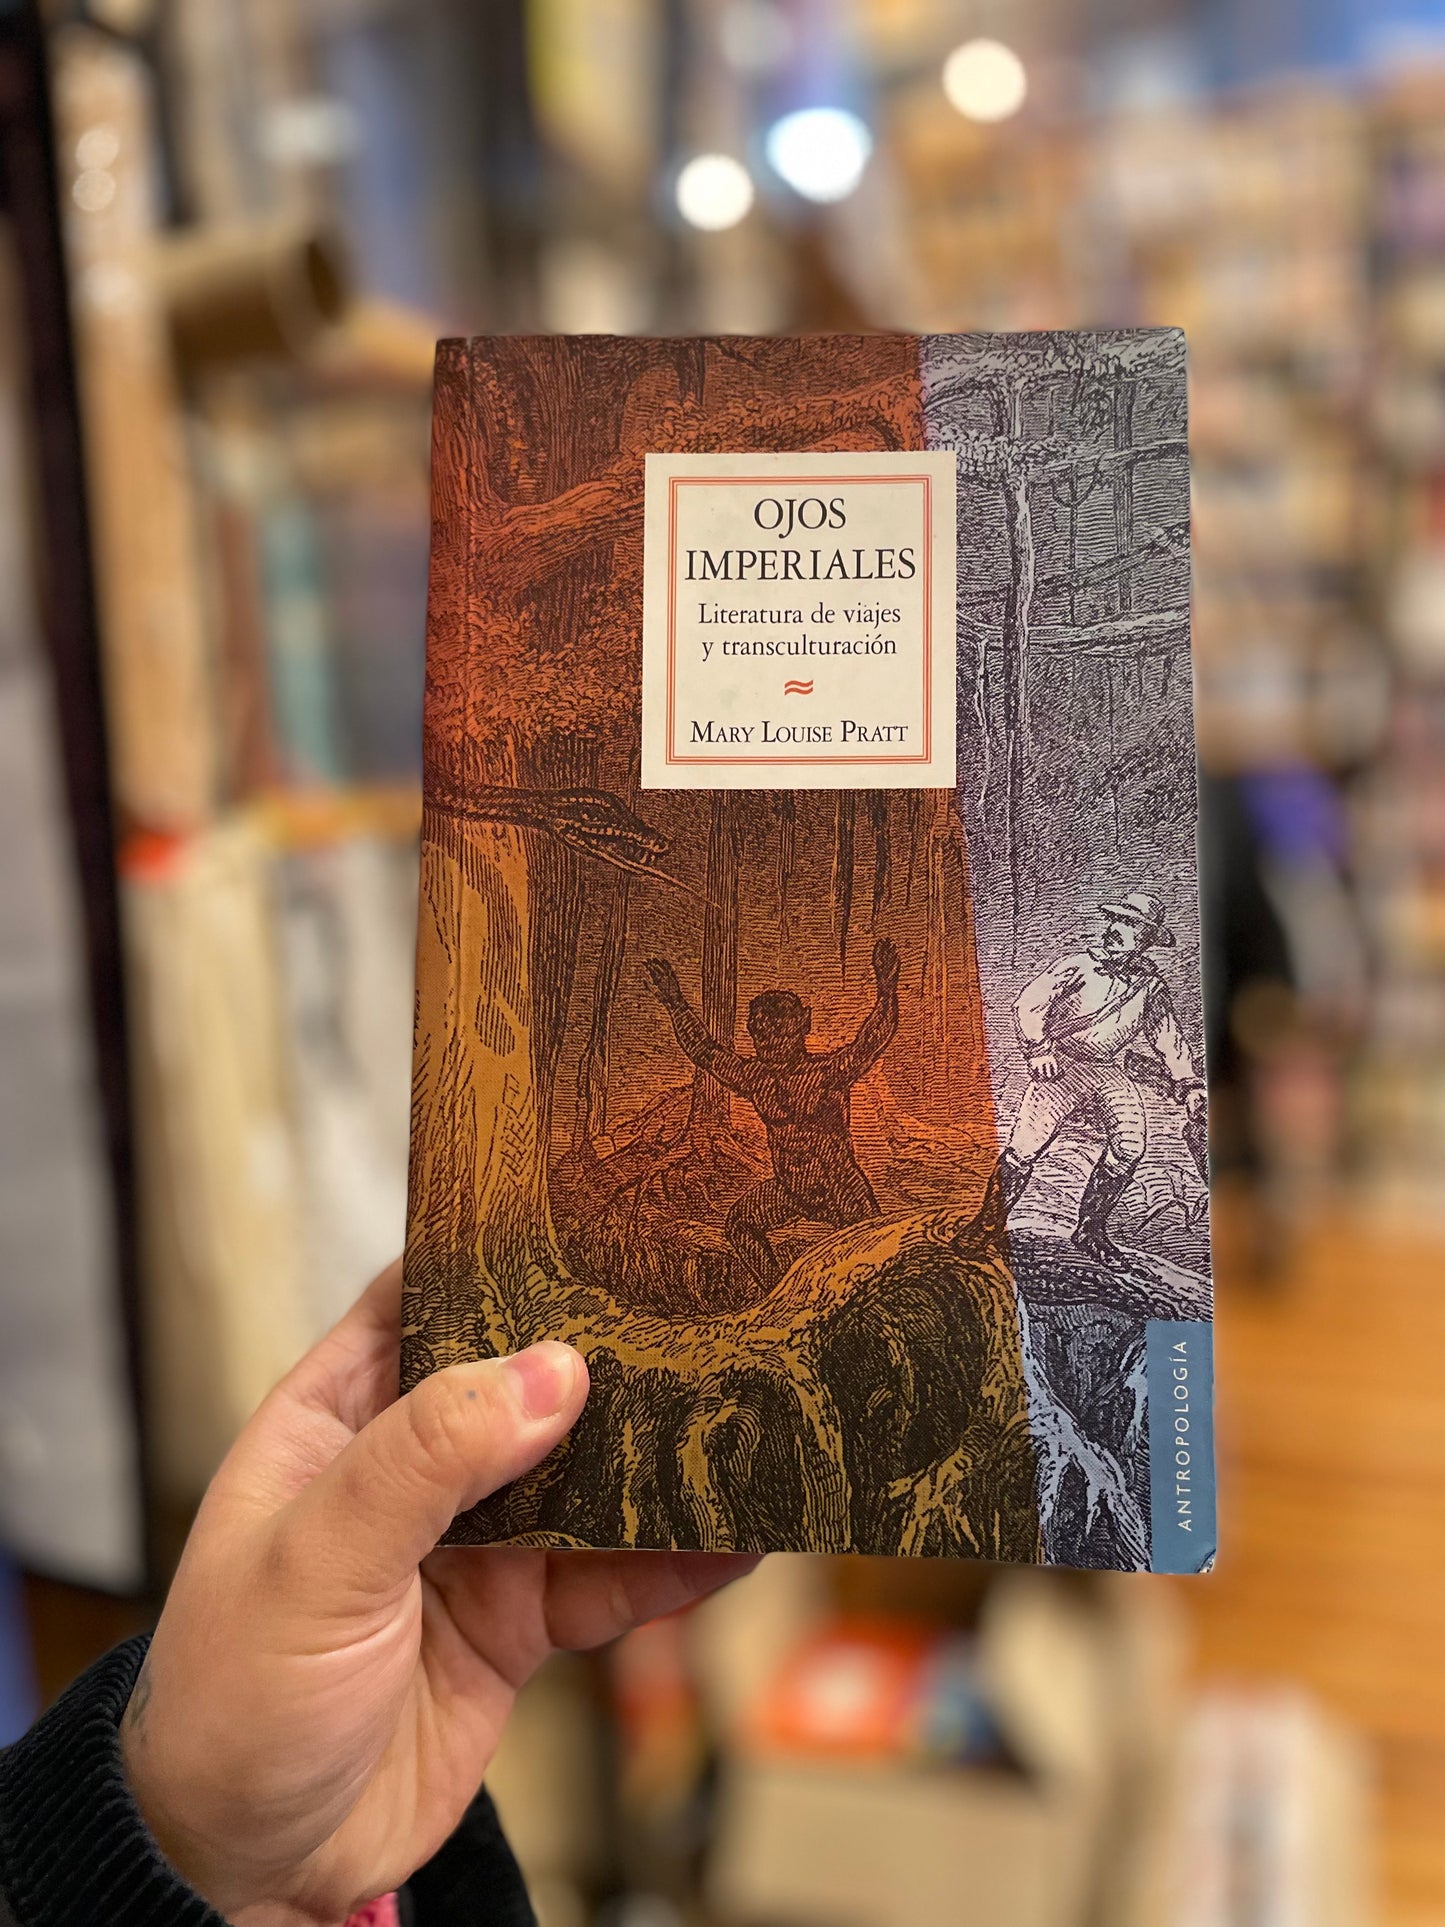 OJOS
IMPERIALES
Literatura de viajes
y transculturación
MARY LOUISE PRATT
ANTROPOLOGÍA